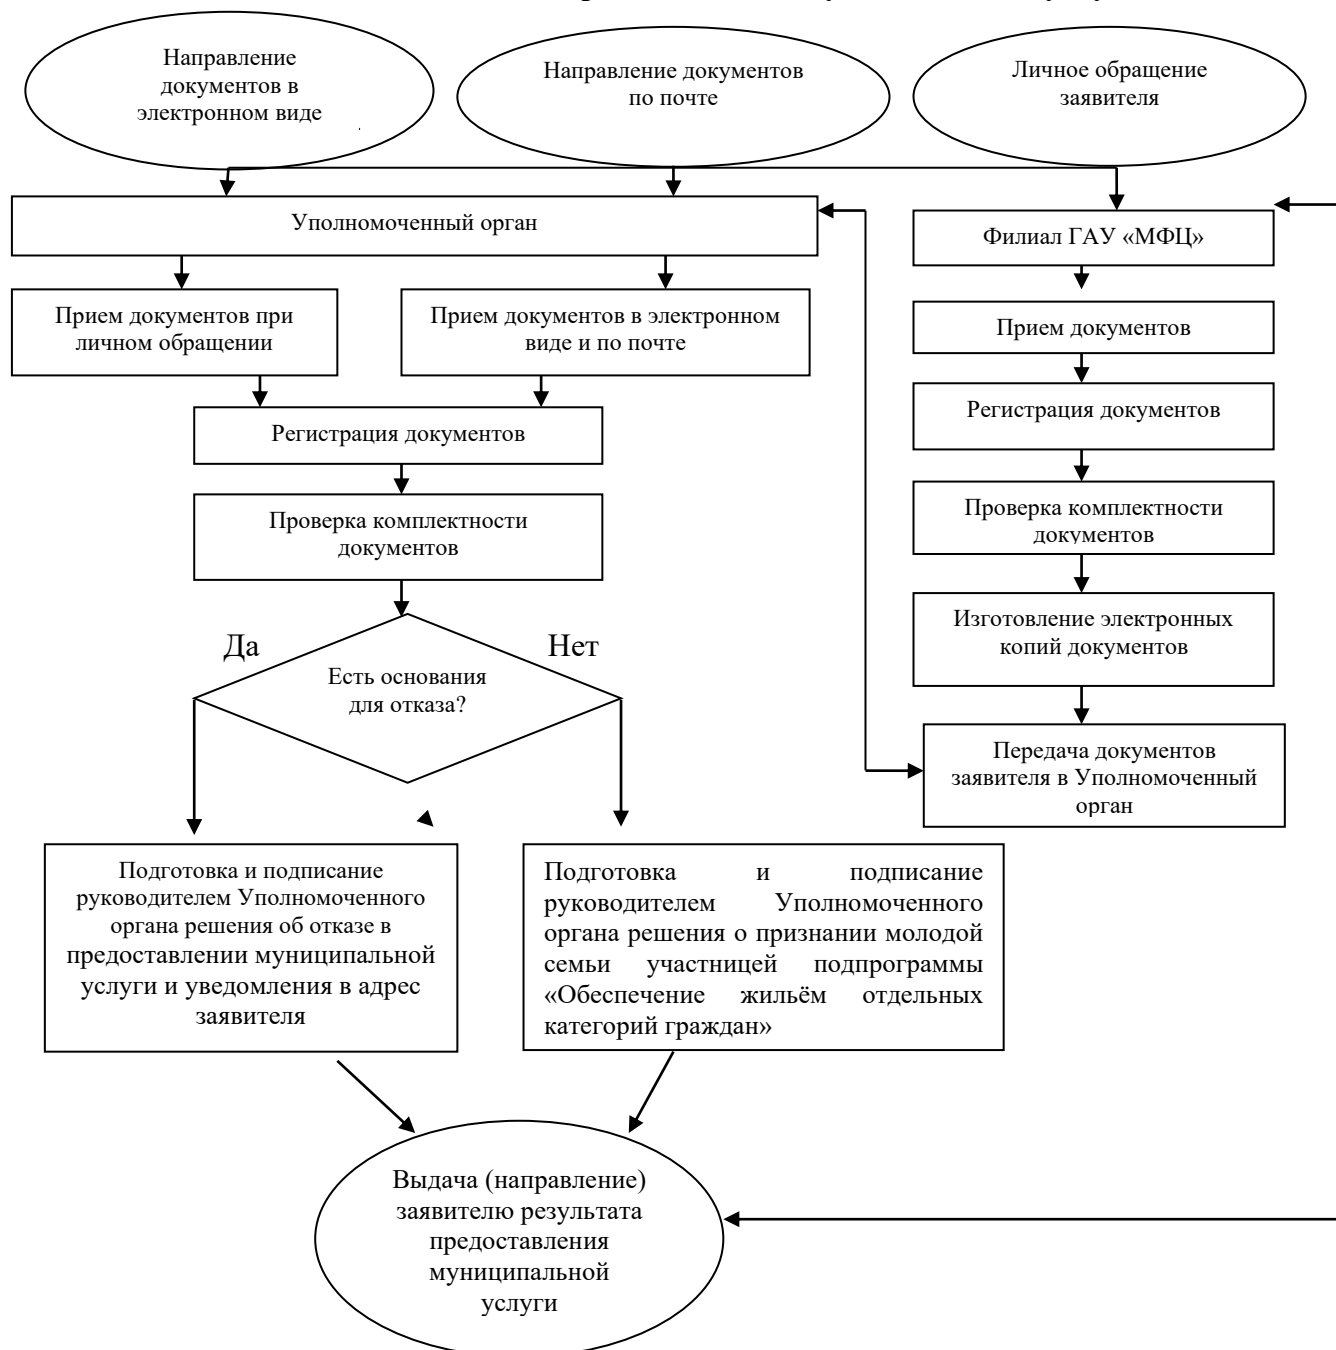 Направление
документов в
электронном виде
Направление документов
по почте
Личное обращение
заявителя
Уполномоченный орган
Филиал ГАУ «МФЦ»
Прием документов при
личном обращении
Прием документов в электронном
виде и по почте
Прием документов
Регистрация документов
Регистрация документов
Проверка комплектности
документов
Проверка комплектности
документов
Изготовление электронных
копий документов
Да
Нет
Есть основания
для отказа?
Передача документов
заявителя в Уполномоченный
орган
Подготовка и подписание
руководителем Уполномоченного
органа решения об отказе в
предоставлении муниципальной
услуги и уведомления в адрес
заявителя
Подготовка и подписание
руководителем Уполномоченного
органа решения о признании молодой
семьи участницей подпрограммы
«Обеспечение жильём отдельных
категорий граждан»
Выдача (направление)
заявителю результата
предоставления
муниципальной
услуги